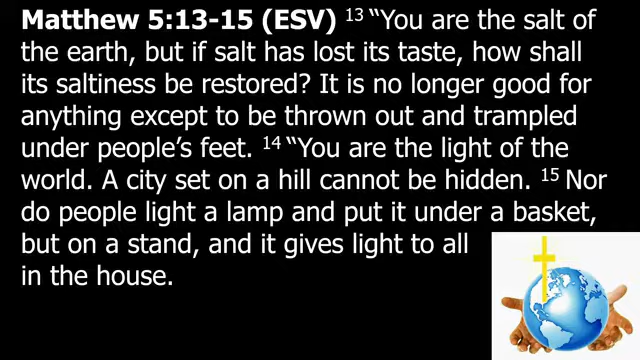 Matthew 5:13-15 (ESV) 13 “You are the salt of
the earth, but if salt has lost its taste, how shall
its saltiness be restored? It is no longer good for
anything except to be thrown out and trampled
under people’s feet. 14 “You are the light of the
world. A city set on a hill cannot be hidden. 15 Nor
do people light a lamp and put it under a basket,
but on a stand, and it gives light to all
in the house.